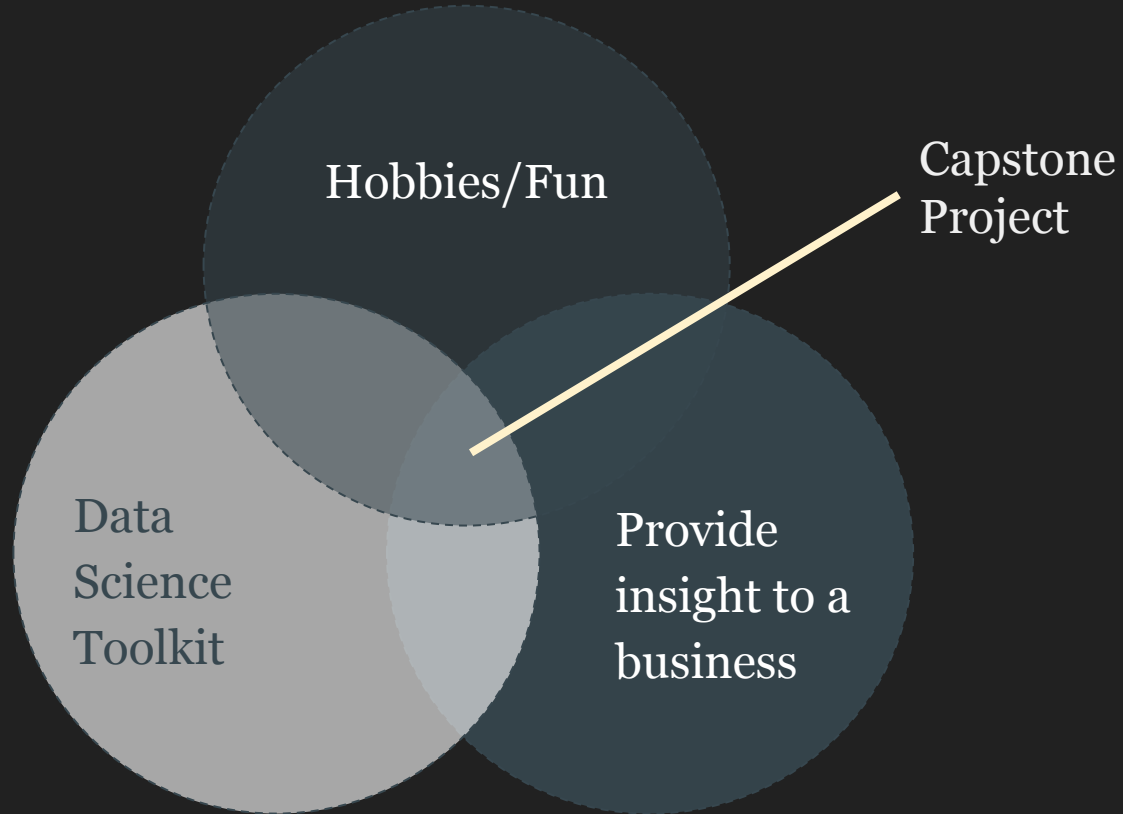 Hobbies/Fun
Capstone
Project
Data
Science
Toolkit
Provide
insight to a
business